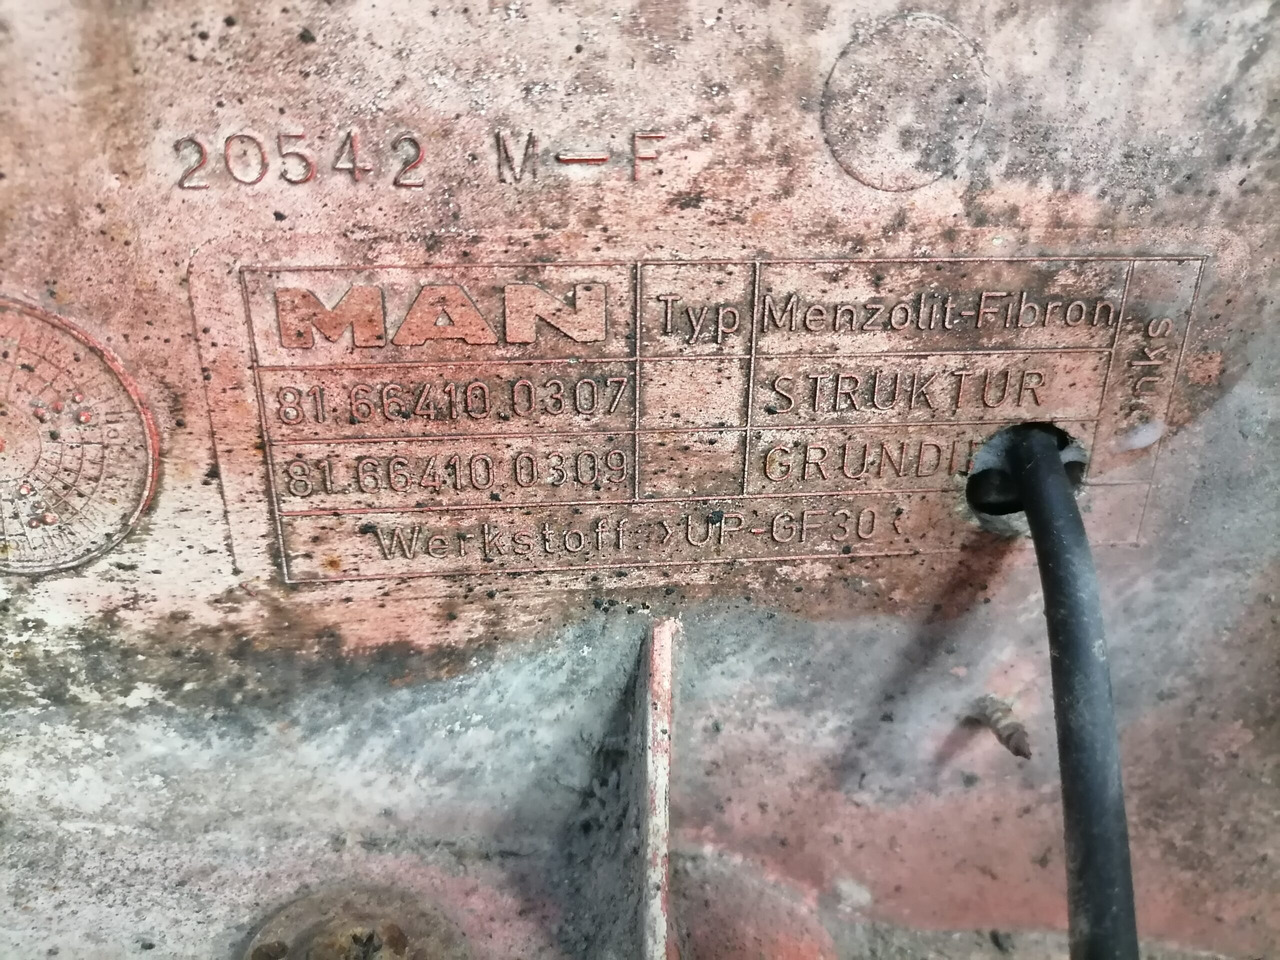 20542 M-F
MAN Typ Menzolit-Fibron
81.66410.0307 STRUKTUR
81.66410.0309
Werkstoff: >UP-GF30<